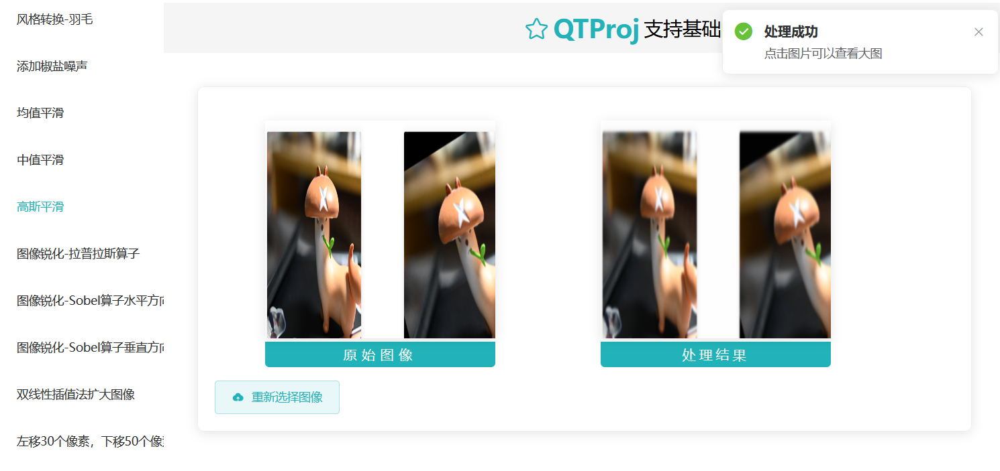 风格转换-羽毛
添加椒盐噪声
均值平滑
中值平滑
高斯平滑
图像锐化-拉普拉斯算子
图像锐化-Sobel算子水平方向
图像锐化-Sobel算子垂直方向
双线性插值法扩大图像
左移30个像素，下移50个像
QTProj 支持基础
处理成功
点击图片可以查看大图
原始图像
处理结果
重新选择图像